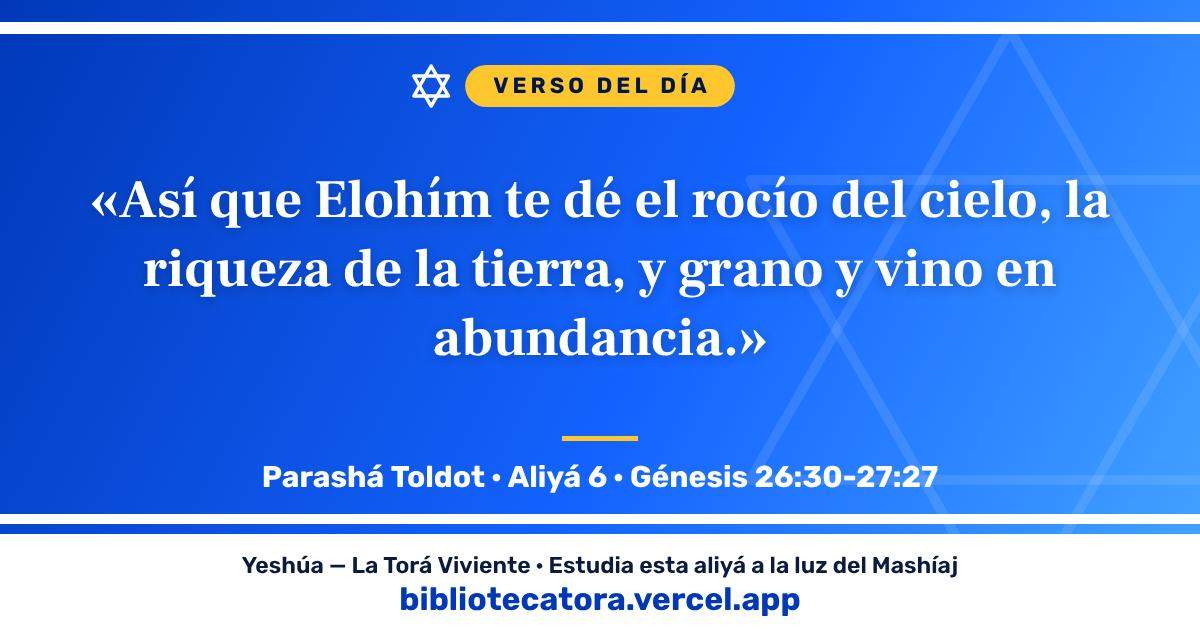 VERSO DEL DÍA
«Así que Elohím te dé el rocío del cielo, la
riqueza de la tierra, y grano y vino en
abundancia.»
Parashá Toldot • Aliyá 6 • Génesis 26:30-27:27
Yeshúa — La Torá Viviente • Estudia esta aliyá a la luz del Mashíaj
bibliotecatora.vercel.app